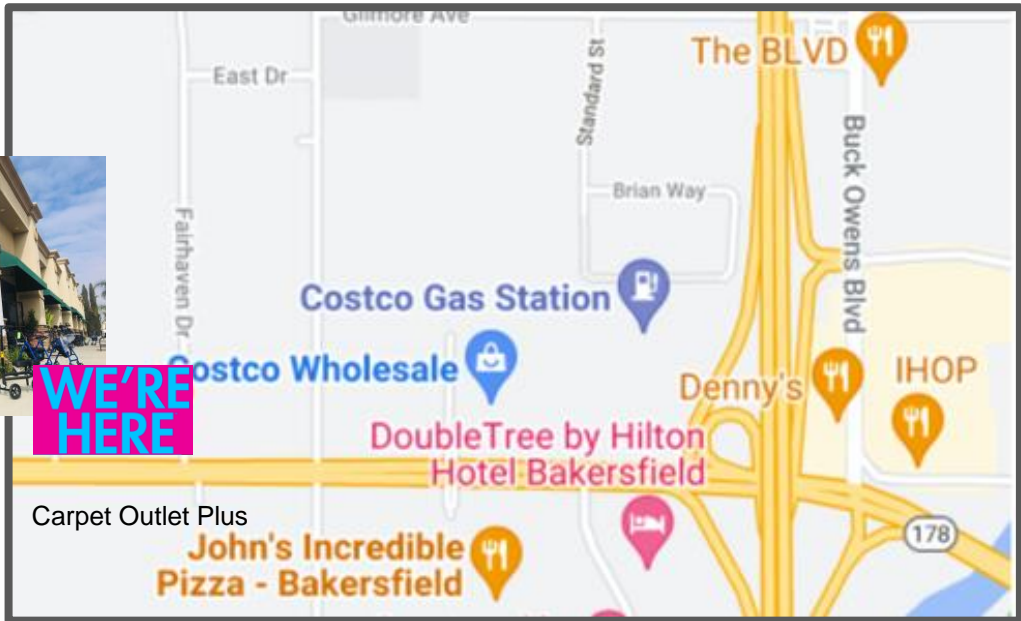 Gilmore Ave
The BLVD
East Dr
Standard St
Buck Owens Blvd
Brian Way
Fairhaven Dr
Costco Gas Station
Costco Wholesale
WE'RE
HERE
Denny's
IHOP
DoubleTree by Hilton
Hotel Bakersfield
Carpet Outlet Plus
178
John's Incredible
Pizza - Bakersfield